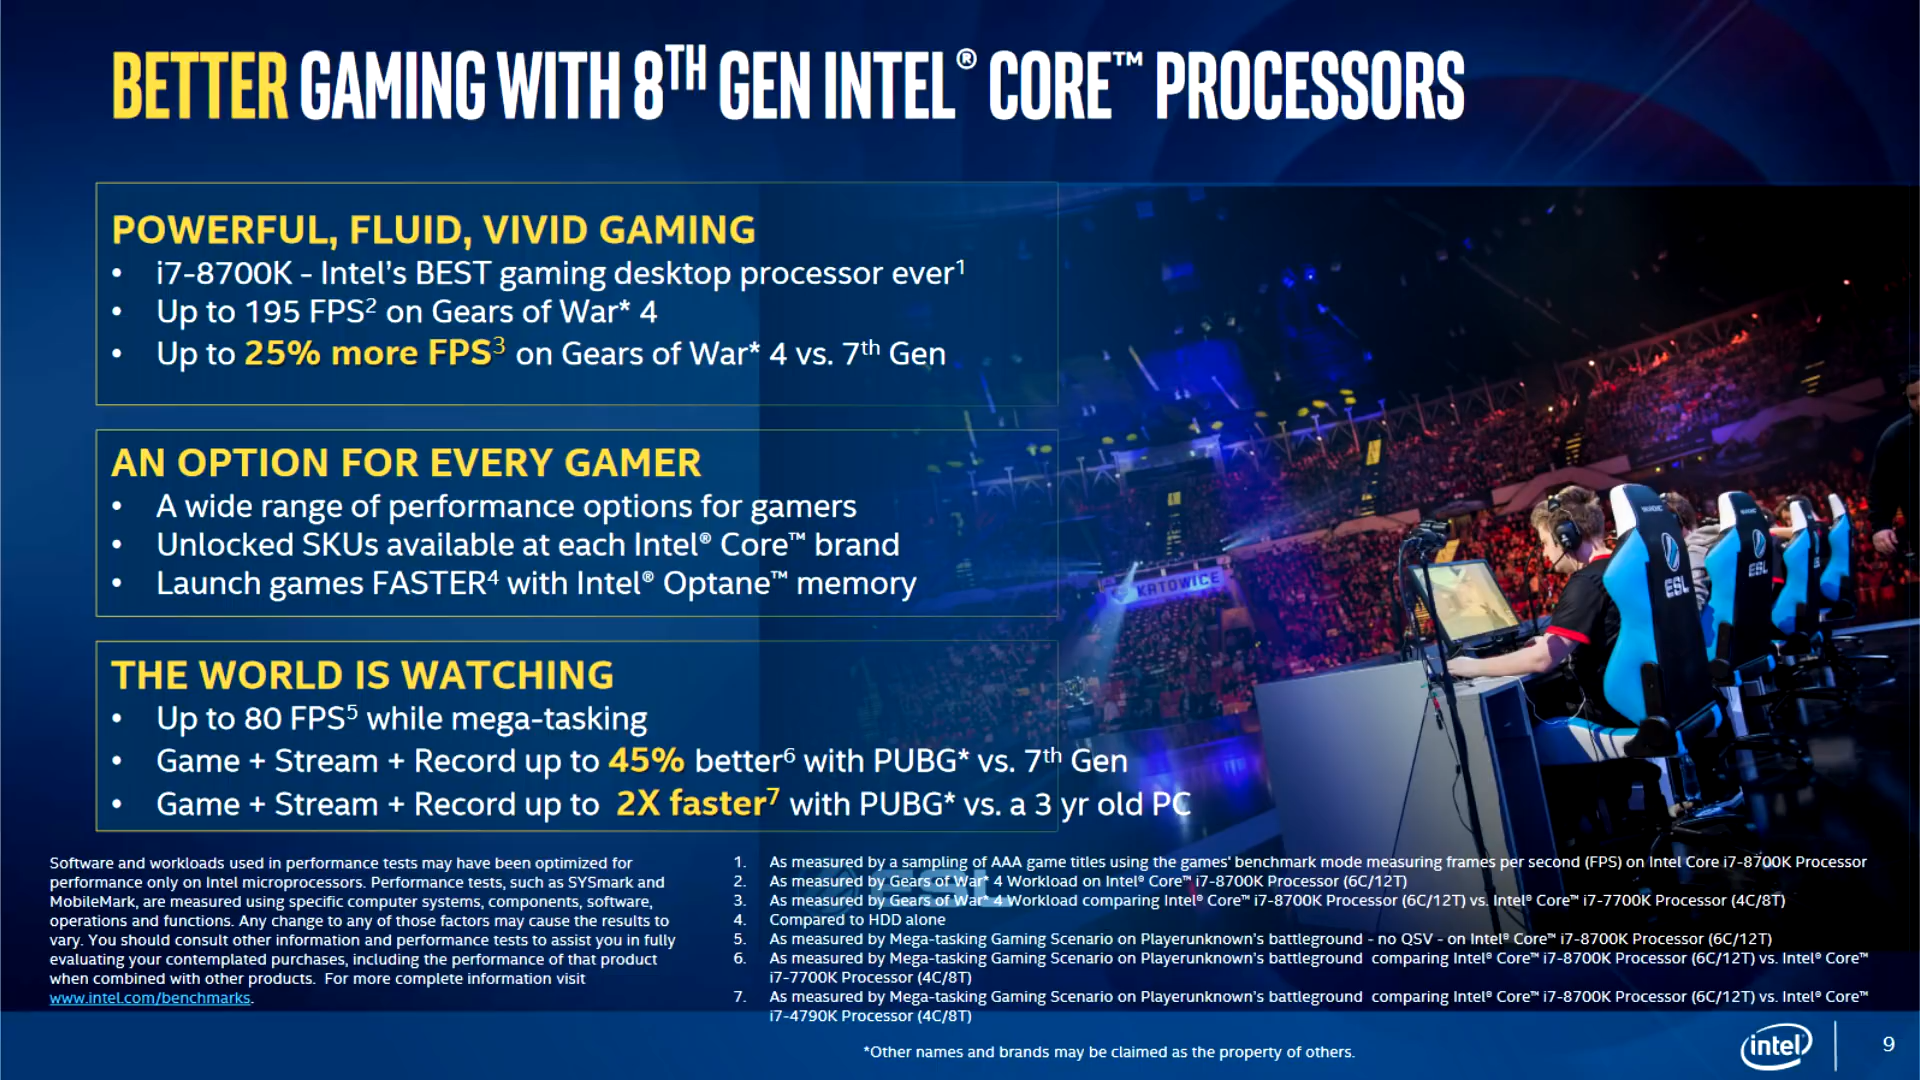 BETTER GAMING WITH 8TH GEN INTEL® CORE™ PROCESSORS
POWERFUL, FLUID, VIVID GAMING
• i7-8700K - Intel's BEST gaming desktop processor ever1
• Up to 195 FPS2 on Gears of War* 4
• Up to 25% more FPS3 on Gears of War* 4 vs. 7th Gen
AN OPTION FOR EVERY GAMER
• A wide range of performance options for gamers
• Unlocked SKUs available at each Intel® Core™ brand
• Launch games FASTER4 with Intel® Optane™ memory
THE WORLD IS WATCHING
• Up to 80 FPS5 while mega-tasking
• Game + Stream + Record up to 45% better6 with PUBG* vs. 7th Gen
• Game + Stream + Record up to 2X faster7 with PUBG* vs. a 3 yr old PC
KATOWICE
ESL
ESL
ESL
Software and workloads used in performance tests may have been optimized for
performance only on Intel microprocessors. Performance tests, such as SYSmark and
MobileMark, are measured using specific computer systems, components, software,
operations and functions. Any change to any of those factors may cause the results to
vary. You should consult other information and performance tests to assist you in fully
evaluating your contemplated purchases, including the performance of that product
when combined with other products. For more complete information visit
www.intel.com/benchmarks.
1. As measured by a sampling of AAA game titles using the games' benchmark mode measuring frames per second (FPS) on Intel Core i7-8700K Processor
2. As measured by Gears of War* 4 Workload on Intel® Core™ i7-8700K Processor (6C/12T)
3. As measured by Gears of War* 4 Workload comparing Intel® Core™ i7-8700K Processor (6C/12T) vs. Intel® Core™ i7-7700K Processor (4C/8T)
4. Compared to HDD alone
5. As measured by Mega-tasking Gaming Scenario on Playerunknown's battleground - no QSV - on Intel® Core™ i7-8700K Processor (6C/12T)
6. As measured by Mega-tasking Gaming Scenario on Playerunknown's battleground comparing Intel® Core™ i7-8700K Processor (6C/12T) vs. Intel® Core™
i7-7700K Processor (4C/8T)
7. As measured by Mega-tasking Gaming Scenario on Playerunknown's battleground comparing Intel® Core™ i7-8700K Processor (6C/12T) vs. Intel® Core™
i7-4790K Processor (4C/8T)
*Other names and brands may be claimed as the property of others.
intel
9